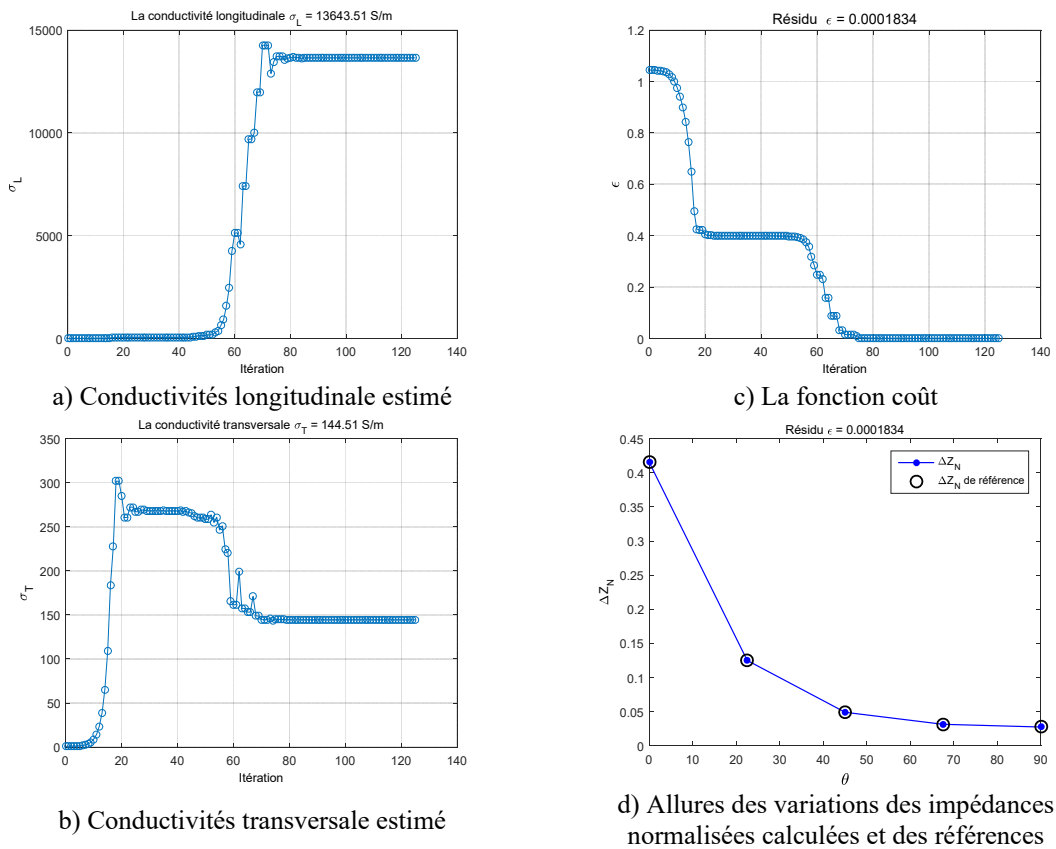 La conductivité longitudinale σL = 13643.51 S/m
15000
10000
5000
0
σL
0 20 40 60 80 100 120 140
Itération
a) Conductivités longitudinale estimé
La conductivité transversale σT = 144.51 S/m
350
300
250
200
150
100
50
0
σT
0 20 40 60 80 100 120 140
Itération
b) Conductivités transversale estimé
Résidu ϵ = 0.0001834
1.2
1
0.8
0.6
0.4
0.2
0
ϵ
0 20 40 60 80 100 120 140
Itération
c) La fonction coût
Résidu ϵ = 0.0001834
0.45
0.4
0.35
0.3
0.25
0.2
0.15
0.1
0.05
0
ΔZN
ΔZN
ΔZN de référence
0 10 20 30 40 50 60 70 80 90
θ
d) Allures des variations des impédances
normalisées calculées et des références